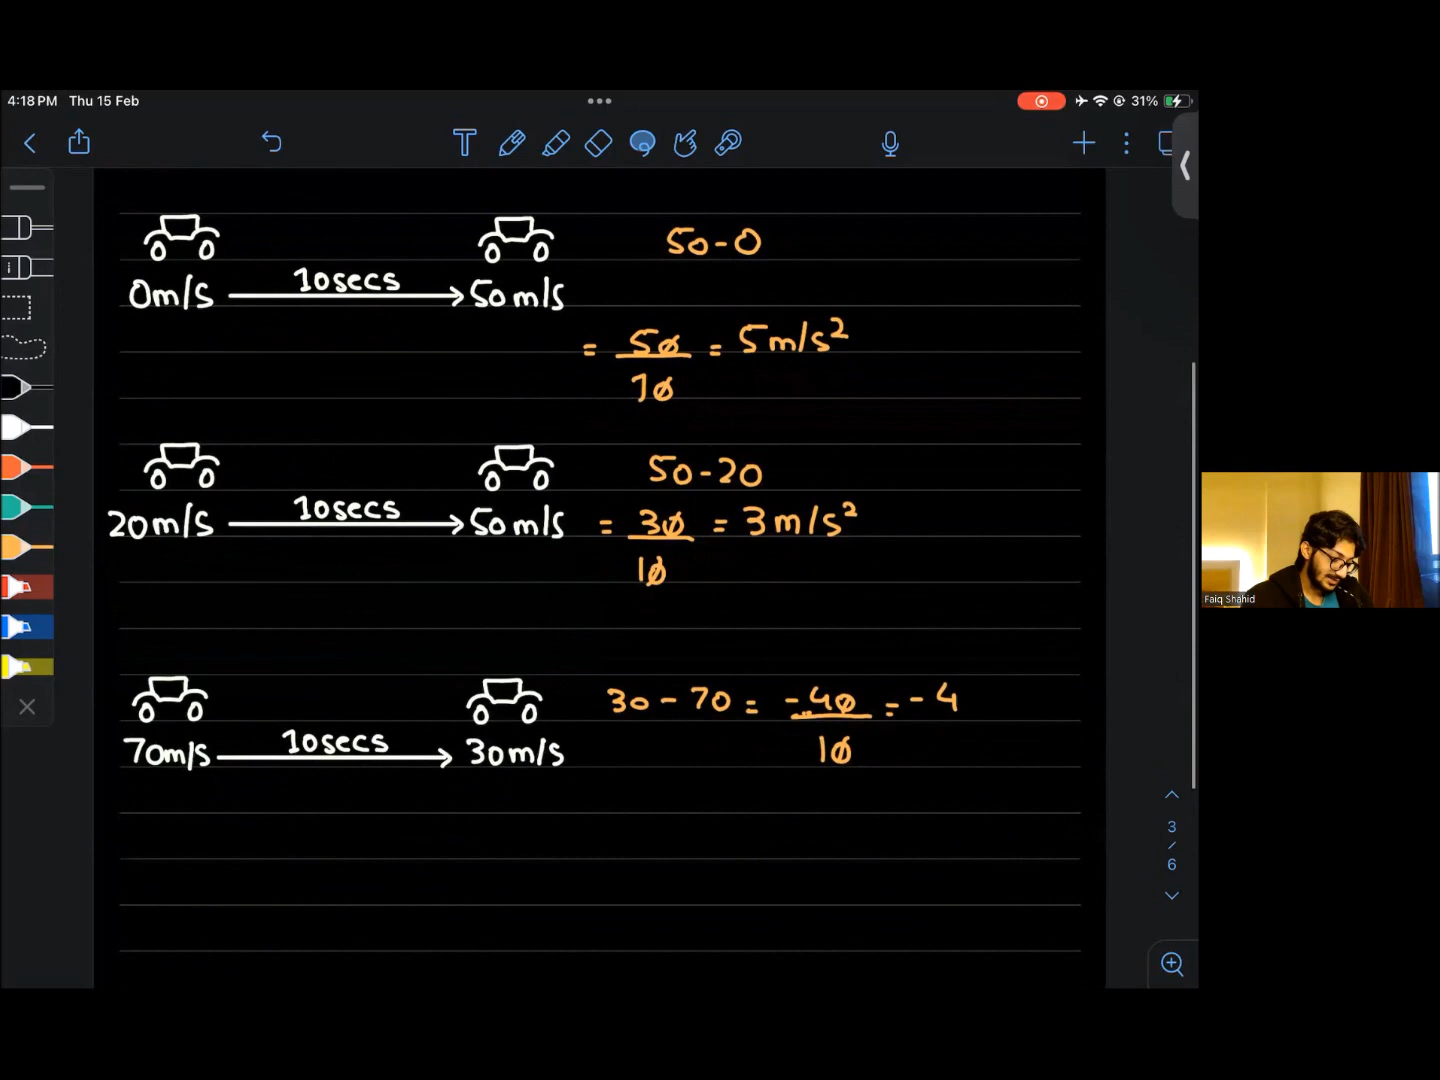 4:18 PM Thu 15 Feb
31%
50-0
0m/s 10secs 50m/s
= 50 = 5m/s²
10
50-20
20m/s 10secs 50m/s = 30 = 3m/s²
10
30-70 = -40 = -4
10
70m/s 10secs 30m/s
3
/
6
Faiq Shahid